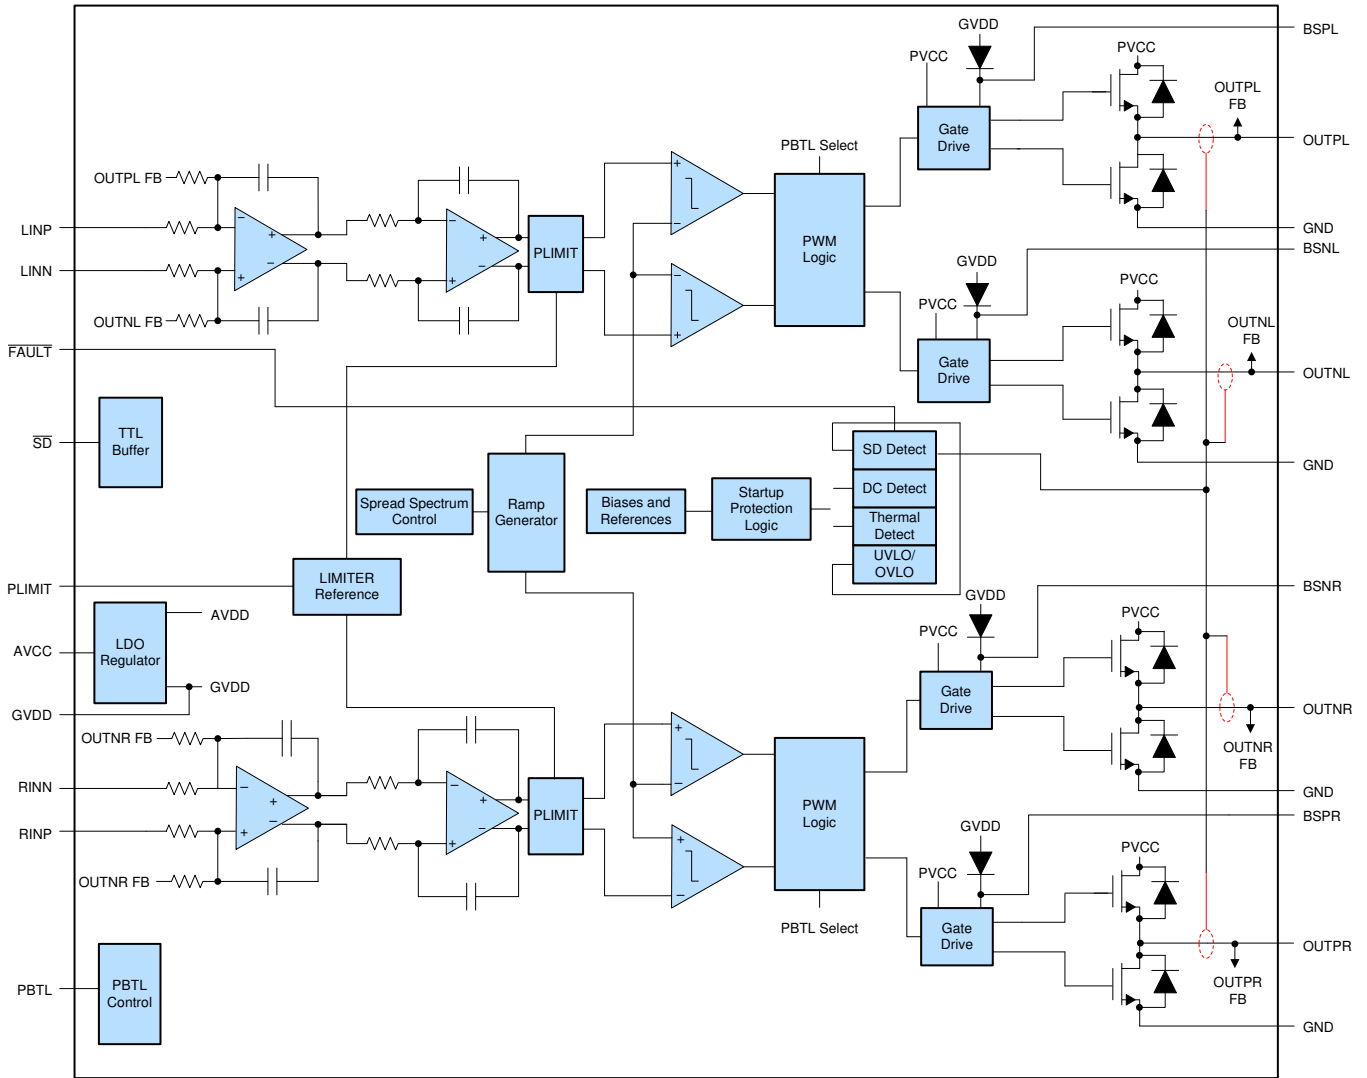 GVDD
BSPL
PVCC
PVCC
OUTPL
FB
Gate
Drive
OUTPL
PBTL Select
OUTPL FB
LINP
LINN
OUTNL FB
PLIMIT
PWM
Logic
GND
BSNL
GVDD
PVCC
PVCC
OUTNL
FB
FAULT
Gate
Drive
OUTNL
SD
TTL
Buffer
SD Detect
GND
DC Detect
Spread Spectrum
Control
Ramp
Generator
Biases and
References
Startup
Protection
Logic
Thermal
Detect
UVLO/
OVLO
PLIMIT
LIMITER
Reference
BSNR
GVDD
AVDD
PVCC
AVCC
LDO
Regulator
PVCC
GVDD
GVDD
Gate
Drive
OUTNR
OUTNR FB
OUTNR
FB
RINN
RINP
PLIMIT
PWM
Logic
GND
BSPR
GVDD
PVCC
PVCC
OUTNR FB
PBTL Select
Gate
Drive
OUTPR
OUTPR
FB
PBTL
PBTL
Control
GND